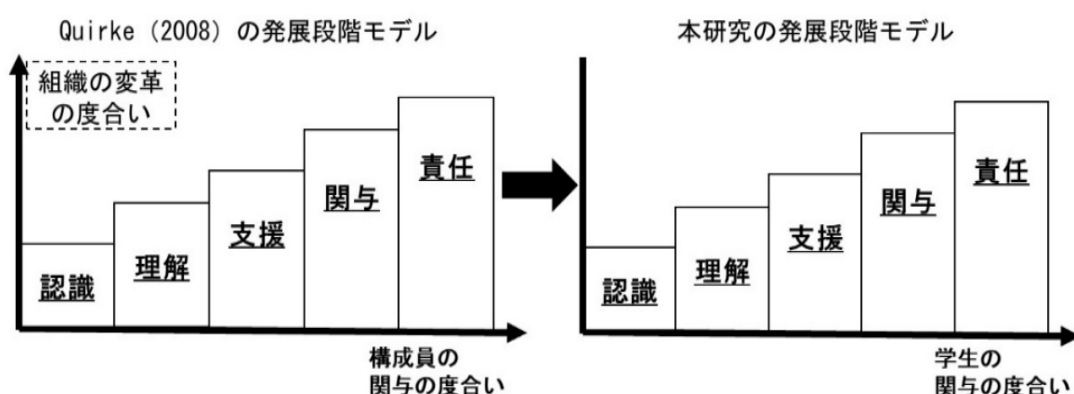 Quirke（2008）の発展段階モデル
組織の変革
の度合い
認識
理解
支援
関与
責任
構成員の
関与の度合い
本研究の発展段階モデル
認識
理解
支援
関与
責任
学生の
関与の度合い